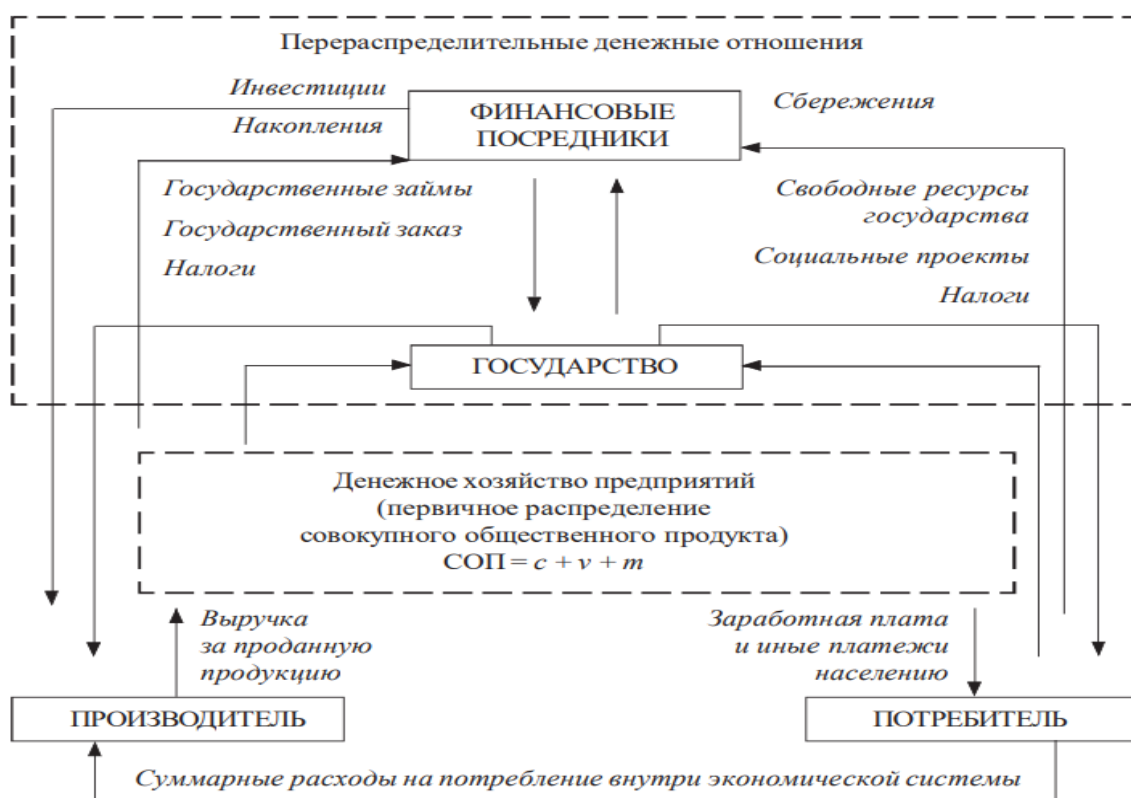 Перераспределительные денежные отношения
Инвестиции
Накопления
ФИНАНСОВЫЕ
ПОСРЕДНИКИ
Сбережения
Государственные займы
Государственный заказ
Налоги
Свободные ресурсы
государства
Социальные проекты
Налоги
ГОСУДАРСТВО
Денежное хозяйство предприятий
(первичное распределение
совокупного общественного продукта)
СОП = c + v + m
Выручка
за проданную
продукцию
Заработная плата
и иные платежи
населению
ПРОИЗВОДИТЕЛЬ
ПОТРЕБИТЕЛЬ
Суммарные расходы на потребление внутри экономической системы